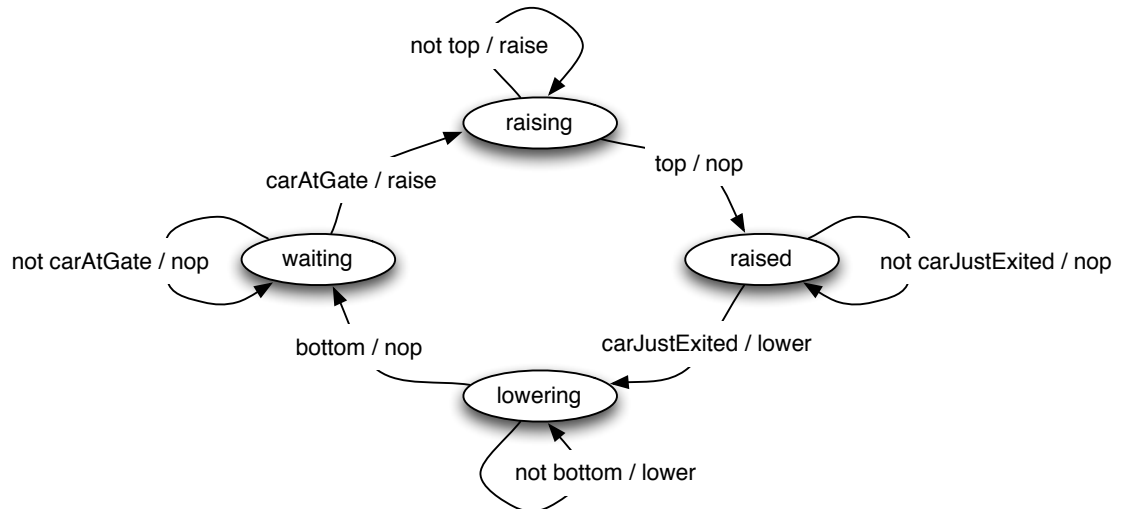 not top / raise
raising
top / nop
carAtGate / raise
not carAtGate / nop
waiting
raised
not carJustExited / nop
bottom / nop
carJustExited / lower
lowering
not bottom / lower